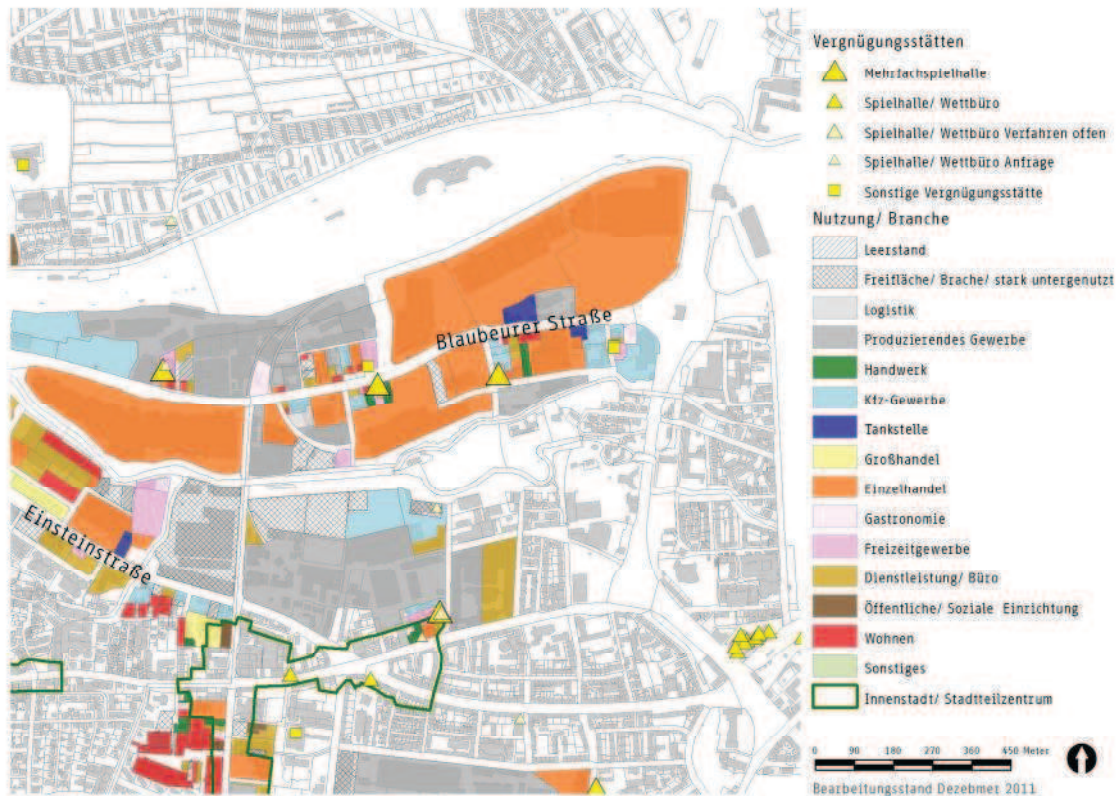 Blaubeurer Straße
Einsteinstraße
Vergnügungsstätten
Mehrfachspielhalle
Spielhalle/ Wettbüro
Spielhalle/ Wettbüro Verfahren offen
Spielhalle/ Wettbüro Anfrage
Sonstige Vergnügungsstätte
Nutzung/ Branche
Leerstand
Freifläche/ Brache/ stark untergenutzt
Logistik
Produzierendes Gewerbe
Handwerk
Kfz-Gewerbe
Tankstelle
Großhandel
Einzelhandel
Gastronomie
Freizeitgewerbe
Dienstleistung/ Büro
Öffentliche/ Soziale Einrichtung
Wohnen
Sonstiges
Innenstadt/ Stadtteilzentrum
0 90 180 270 360 450 Meter
Bearbeitungsstand Dezebmer 2011